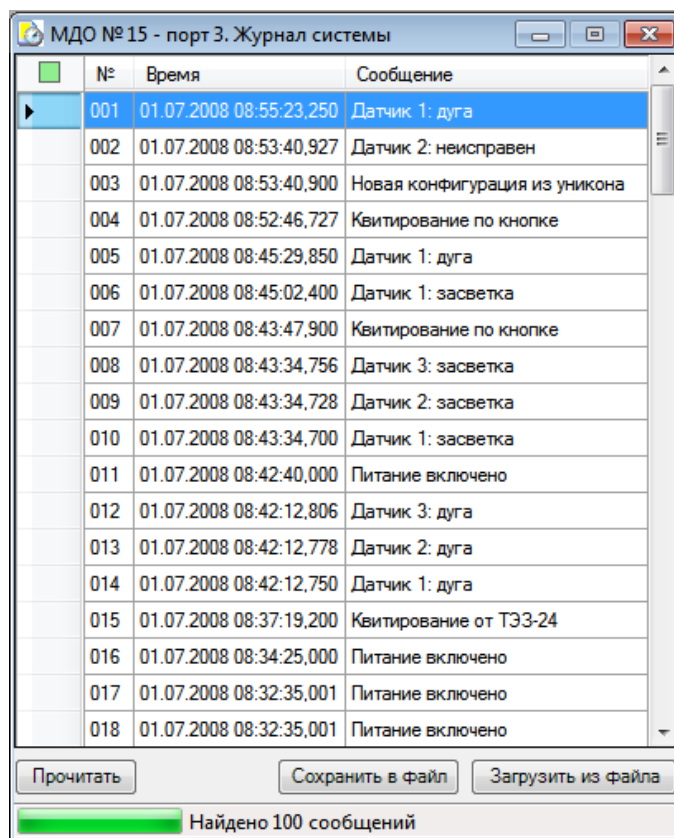 МДО № 15 - порт 3. Журнал системы
№ Время Сообщение
001 01.07.2008 08:55:23,250 Датчик 1: дуга
002 01.07.2008 08:53:40,927 Датчик 2: неисправен
003 01.07.2008 08:53:40,900 Новая конфигурация из уникона
004 01.07.2008 08:52:46,727 Квитирование по кнопке
005 01.07.2008 08:45:29,850 Датчик 1: дуга
006 01.07.2008 08:45:02,400 Датчик 1: засветка
007 01.07.2008 08:43:47,900 Квитирование по кнопке
008 01.07.2008 08:43:34,756 Датчик 3: засветка
009 01.07.2008 08:43:34,728 Датчик 2: засветка
010 01.07.2008 08:43:34,700 Датчик 1: засветка
011 01.07.2008 08:42:40,000 Питание включено
012 01.07.2008 08:42:12,806 Датчик 3: дуга
013 01.07.2008 08:42:12,778 Датчик 2: дуга
014 01.07.2008 08:42:12,750 Датчик 1: дуга
015 01.07.2008 08:37:19,200 Квитирование от ТЭЗ-24
016 01.07.2008 08:34:25,000 Питание включено
017 01.07.2008 08:32:35,001 Питание включено
018 01.07.2008 08:32:35,001 Питание включено
Прочитать Сохранить в файл Загрузить из файла
Найдено 100 сообщений